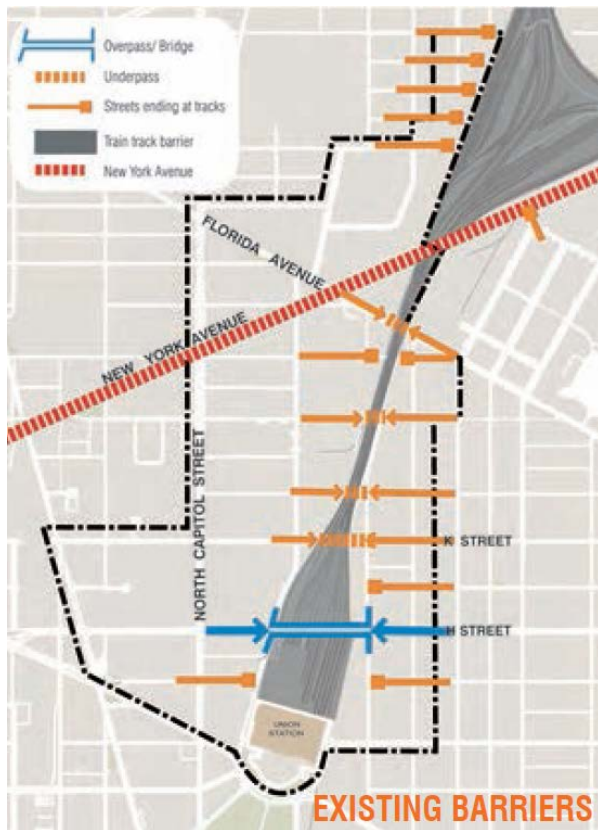 Overpass/ Bridge
Underpass
Streets ending at tracks
Train track barrier
New York Avenue
FLORIDA AVENUE
NEW YORK AVENUE
NORTH CAPITOL STREET
K STREET
H STREET
UNION
STATION
EXISTING BARRIERS